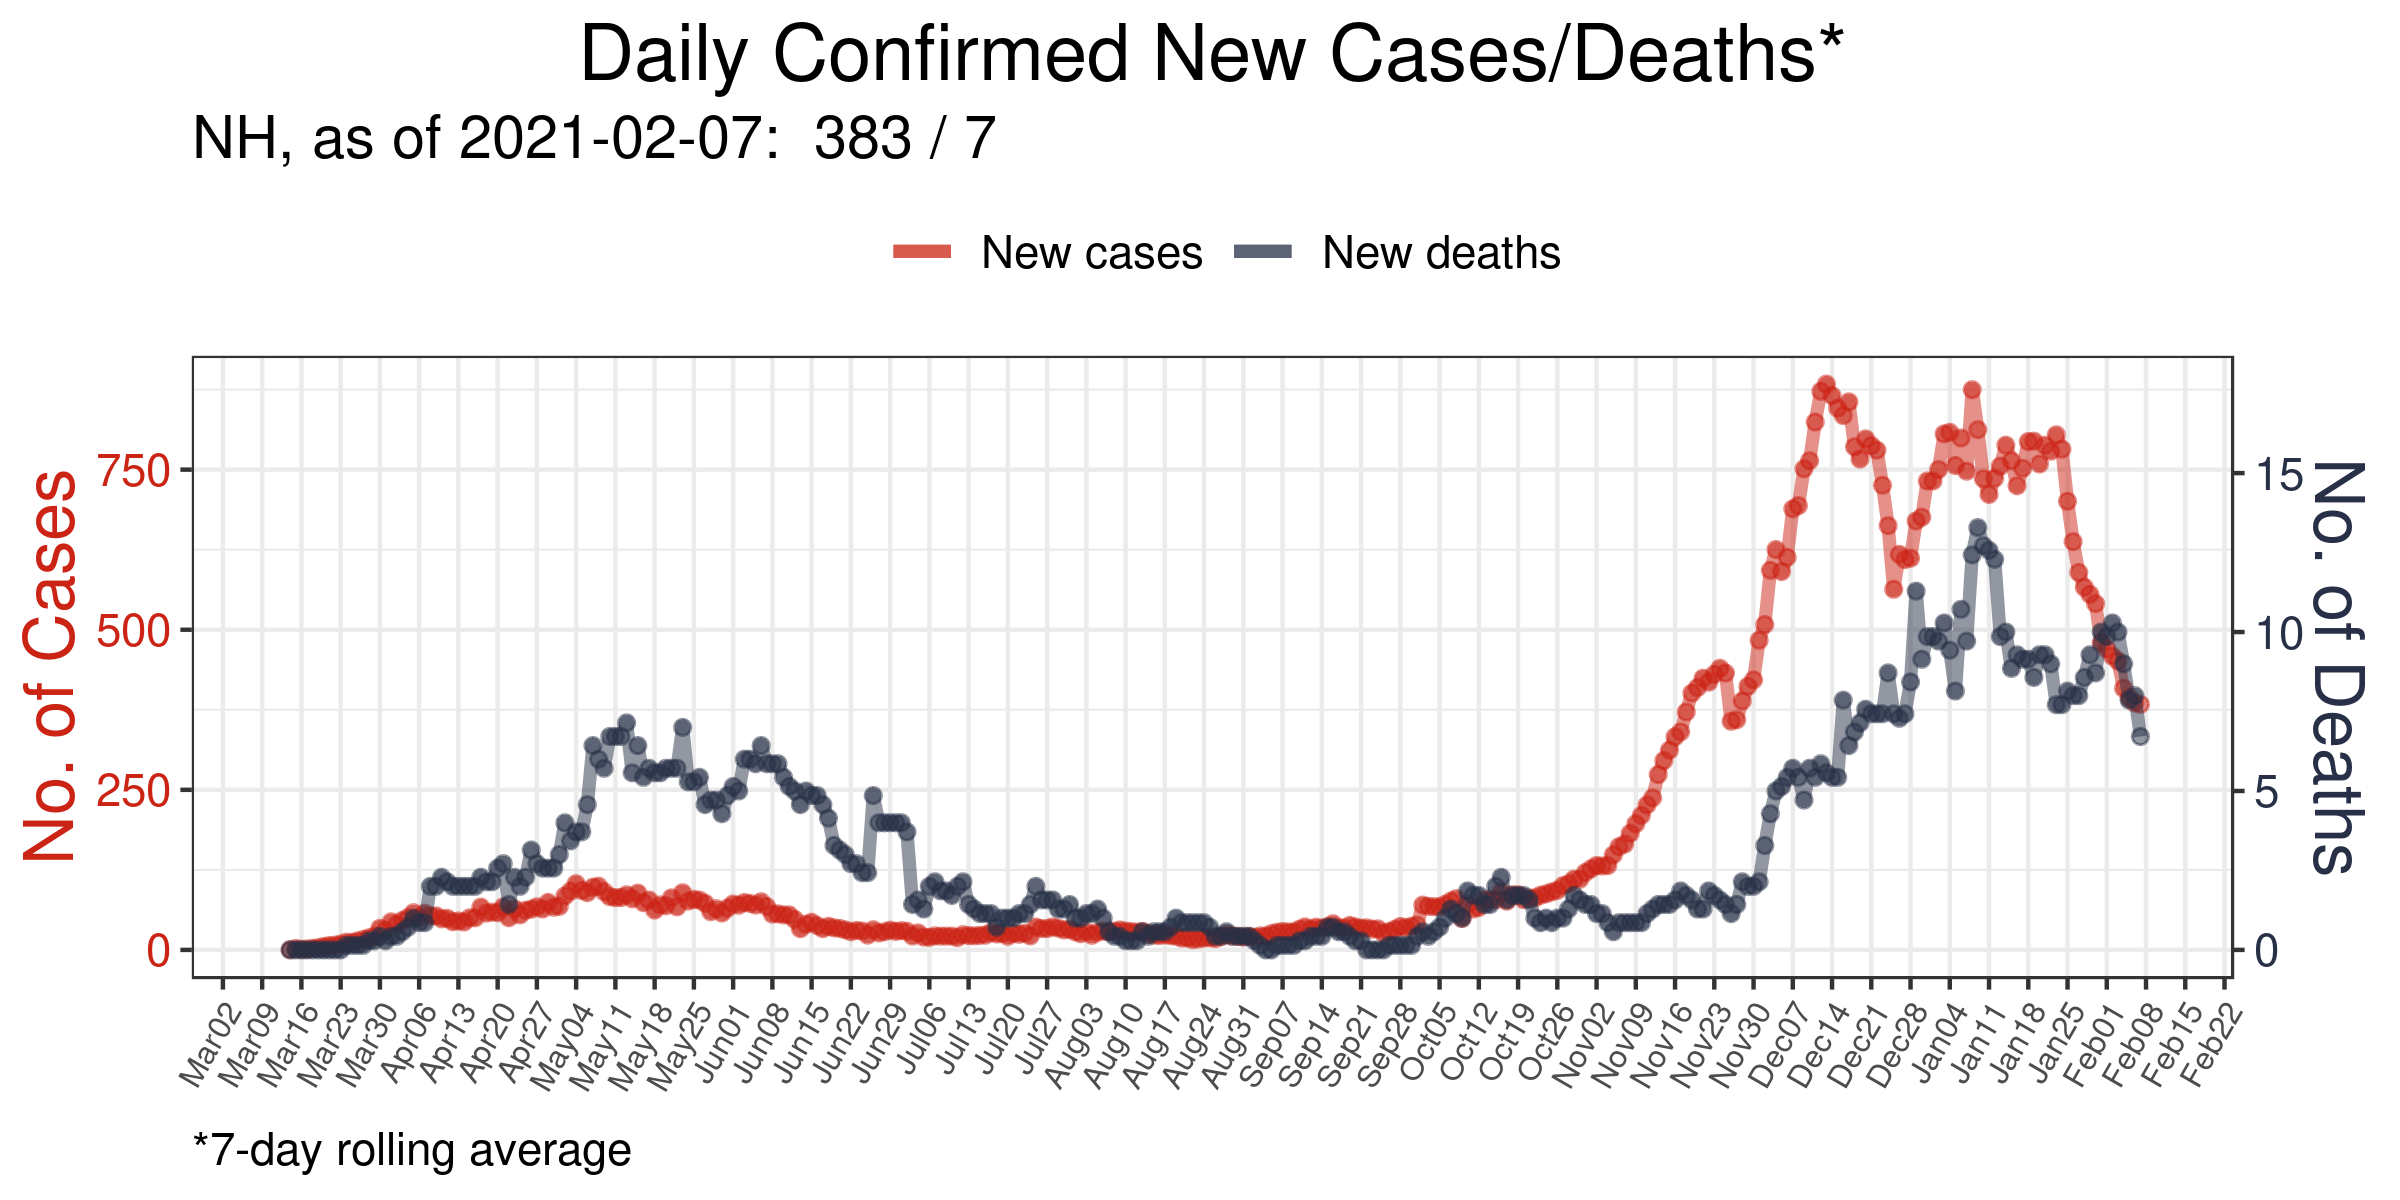 Daily Confirmed New Cases/Deaths*
NH, as of 2021-02-07:  383 / 7
New cases New deaths
No. of Cases
750
500
250
0
15
10
5
0
No. of Deaths
Mar02 Mar09 Mar16 Mar23 Mar30 Apr06 Apr13 Apr20 Apr27 May04 May11 May18 May25 Jun01 Jun08 Jun15 Jun22 Jun29 Jul06 Jul13 Jul20 Jul27 Aug03 Aug10 Aug17 Aug24 Aug31 Sep07 Sep14 Sep21 Sep28 Oct05 Oct12 Oct19 Oct26 Nov02 Nov09 Nov16 Nov23 Nov30 Dec07 Dec14 Dec21 Dec28 Jan04 Jan11 Jan18 Jan25 Feb01 Feb08 Feb15 Feb22
*7-day rolling average